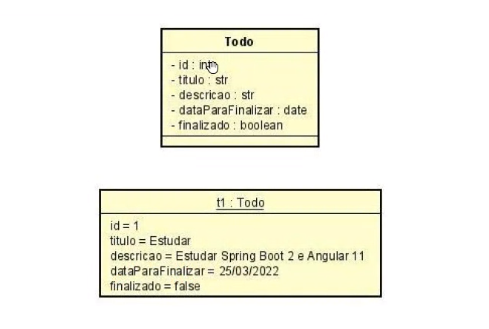 Todo
- id : int
- titulo : str
- descricao : str
- dataParaFinalizar : date
- finalizado : boolean
t1 : Todo
id = 1
titulo = Estudar
descricao = Estudar Spring Boot 2 e Angular 11
dataParaFinalizar = 25/03/2022
finalizado = false